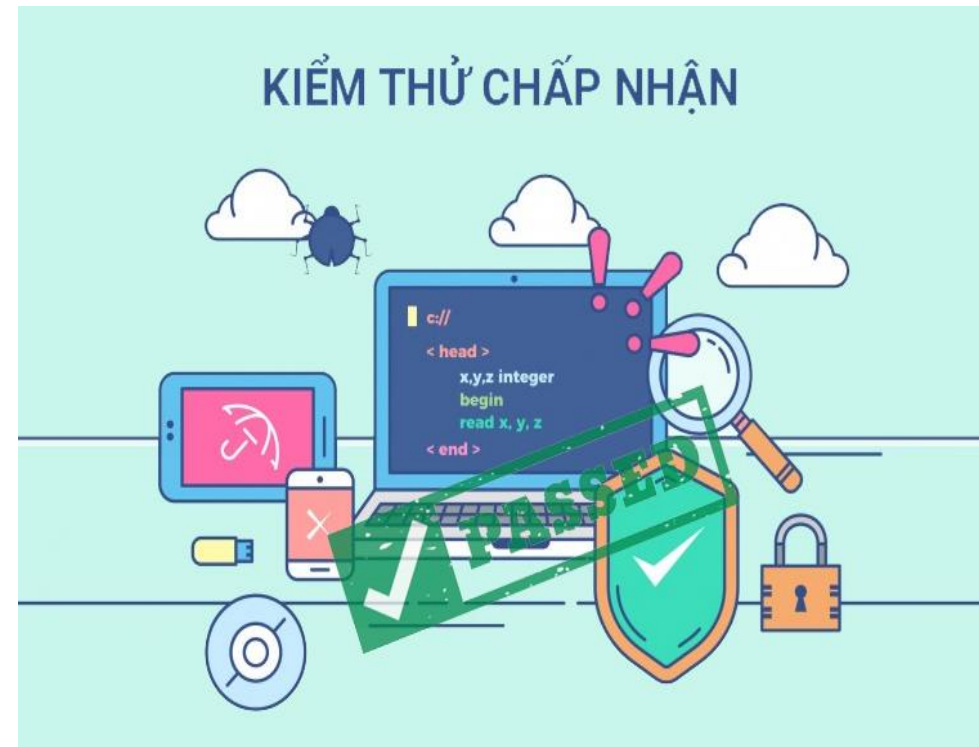 KIỂM THỬ CHẤP NHẬN
c://
< head >
x,y,z integer
begin
read x, y, z
< end >
PASSED